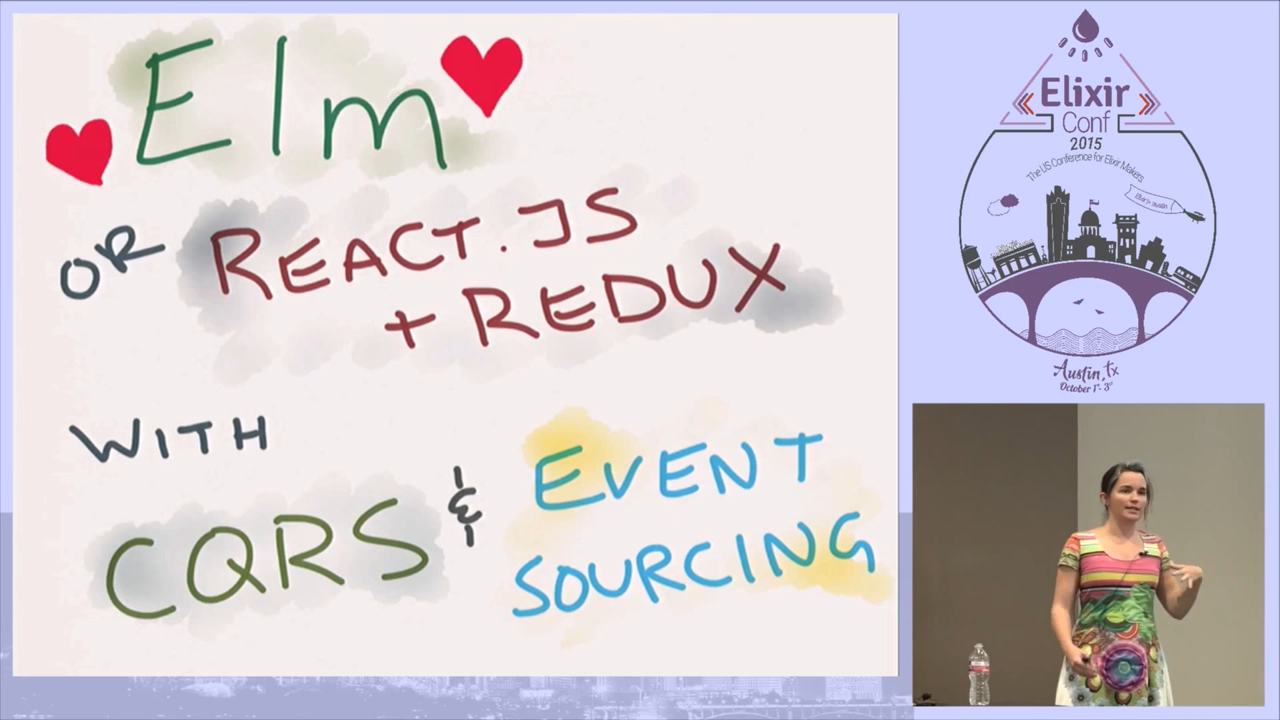 Elm
OR REACT.JS
+ REDUX
WITH
CQRS & EVENT
SOURCING
Elixir
Conf
2015
The US Conference for Elixir Makers
Austin, Tx
October 1st - 3rd